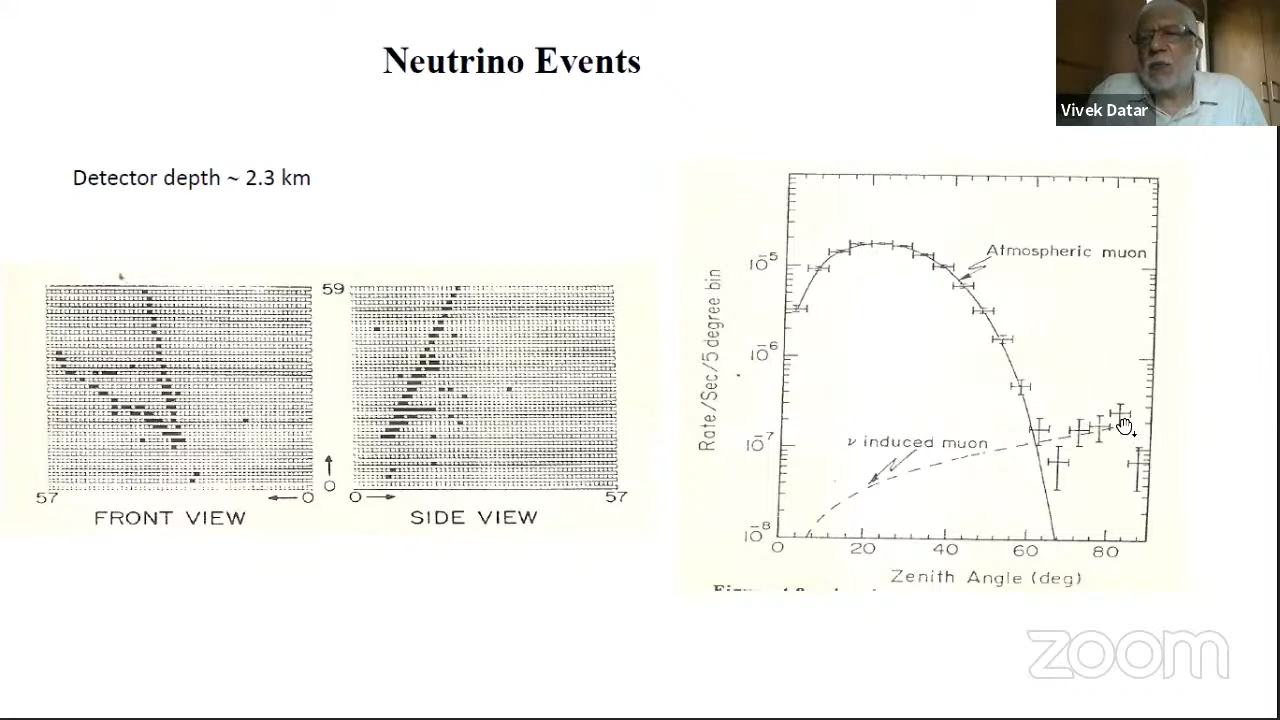 Neutrino Events
Vivek Datar
Detector depth ~ 2.3 km
59
57
0
0
FRONT VIEW
0
57
SIDE VIEW
Rate/Sec/5 degree bin
10⁻⁵
10⁻⁶
10⁻⁷
10⁻⁸
Atmospheric muon
ν induced muon
0
20
40
60
80
Zenith Angle (deg)
zoom